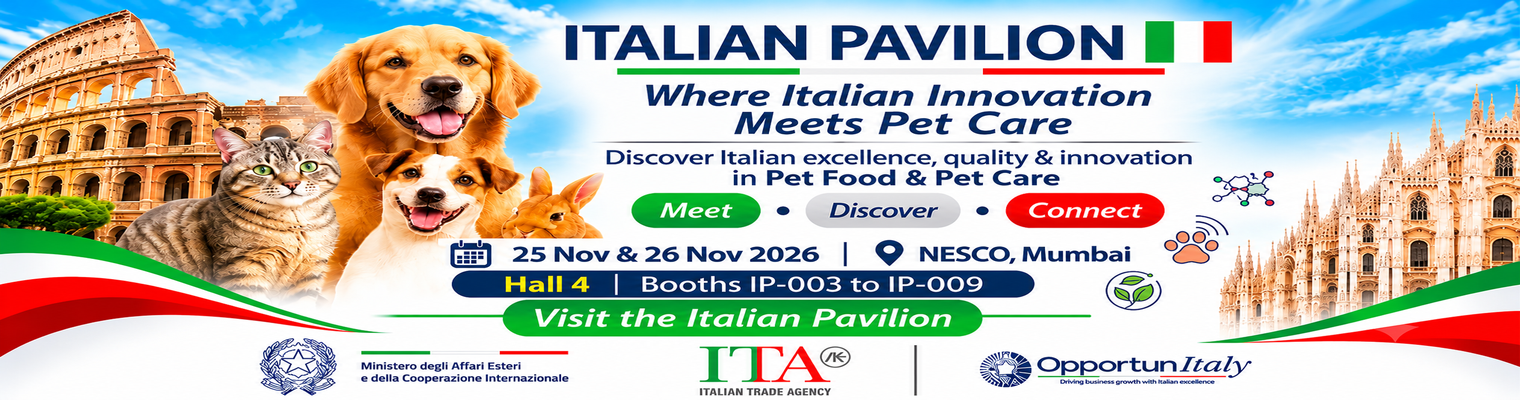 ITALIAN PAVILION
Where Italian Innovation
Meets Pet Care
Discover Italian excellence, quality & innovation
in Pet Food & Pet Care
Meet • Discover • Connect
25 Nov & 26 Nov 2026 | NESCO, Mumbai
Hall 4 | Booths IP-003 to IP-009
Visit the Italian Pavilion
Ministero degli Affari Esteri
e della Cooperazione Internazionale
ITA
ITALIAN TRADE AGENCY
OpportunItaly
Driving business growth with Italian excellence